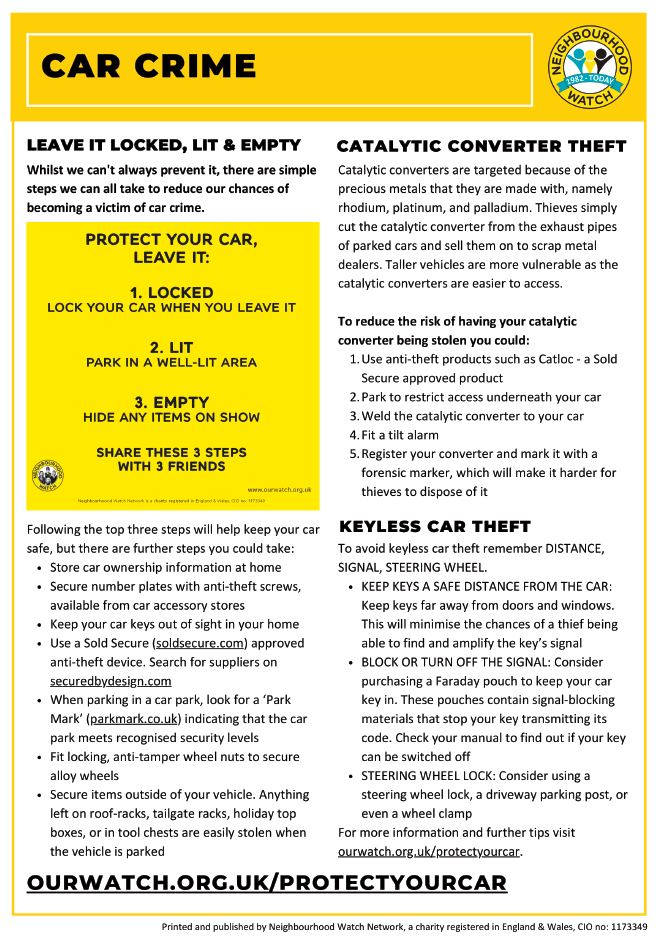 CAR CRIME
NEIGHBOURHOOD
1982 - TODAY
WATCH
LEAVE IT LOCKED, LIT & EMPTY
Whilst we can't always prevent it, there are simple
steps we can all take to reduce our chances of
becoming a victim of car crime.
PROTECT YOUR CAR,
LEAVE IT:
1. LOCKED
LOCK YOUR CAR WHEN YOU LEAVE IT
2. LIT
PARK IN A WELL-LIT AREA
3. EMPTY
HIDE ANY ITEMS ON SHOW
SHARE THESE 3 STEPS
WITH 3 FRIENDS
NEIGHBOURHOOD
WATCH
www.ourwatch.org.uk
Neighbourhood Watch Network is a charity registered in England & Wales, CIO no: 1173349
Following the top three steps will help keep your car
safe, but there are further steps you could take:
• Store car ownership information at home
• Secure number plates with anti-theft screws,
available from car accessory stores
• Keep your car keys out of sight in your home
• Use a Sold Secure (soldsecure.com) approved
anti-theft device. Search for suppliers on
securedbydesign.com
• When parking in a car park, look for a ‘Park
Mark’ (parkmark.co.uk) indicating that the car
park meets recognised security levels
• Fit locking, anti-tamper wheel nuts to secure
alloy wheels
• Secure items outside of your vehicle. Anything
left on roof-racks, tailgate racks, holiday top
boxes, or in tool chests are easily stolen when
the vehicle is parked
CATALYTIC CONVERTER THEFT
Catalytic converters are targeted because of the
precious metals that they are made with, namely
rhodium, platinum, and palladium. Thieves simply
cut the catalytic converter from the exhaust pipes
of parked cars and sell them on to scrap metal
dealers. Taller vehicles are more vulnerable as the
catalytic converters are easier to access.
To reduce the risk of having your catalytic
converter being stolen you could:
1. Use anti-theft products such as Catloc - a Sold
Secure approved product
2. Park to restrict access underneath your car
3. Weld the catalytic converter to your car
4. Fit a tilt alarm
5. Register your converter and mark it with a
forensic marker, which will make it harder for
thieves to dispose of it
KEYLESS CAR THEFT
To avoid keyless car theft remember DISTANCE,
SIGNAL, STEERING WHEEL.
• KEEP KEYS A SAFE DISTANCE FROM THE CAR:
Keep keys far away from doors and windows.
This will minimise the chances of a thief being
able to find and amplify the key’s signal
• BLOCK OR TURN OFF THE SIGNAL: Consider
purchasing a Faraday pouch to keep your car
key in. These pouches contain signal-blocking
materials that stop your key transmitting its
code. Check your manual to find out if your key
can be switched off
• STEERING WHEEL LOCK: Consider using a
steering wheel lock, a driveway parking post, or
even a wheel clamp
For more information and further tips visit
ourwatch.org.uk/protectyourcar.
OURWATCH.ORG.UK/PROTECTYOURCAR
Printed and published by Neighbourhood Watch Network, a charity registered in England & Wales, CIO no: 1173349